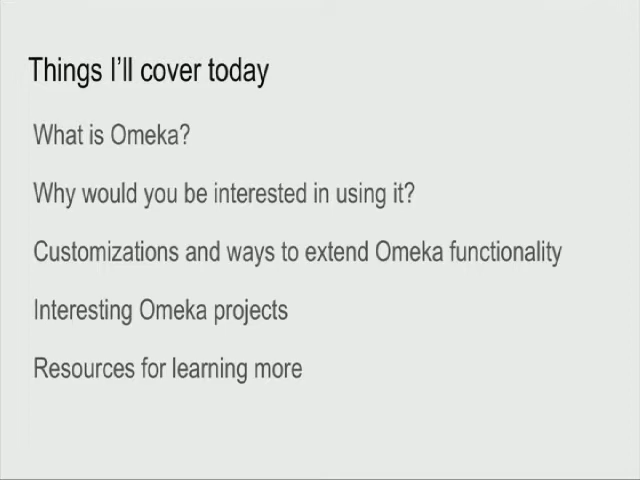 Things I'll cover today
What is Omeka?
Why would you be interested in using it?
Customizations and ways to extend Omeka functionality
Interesting Omeka projects
Resources for learning more